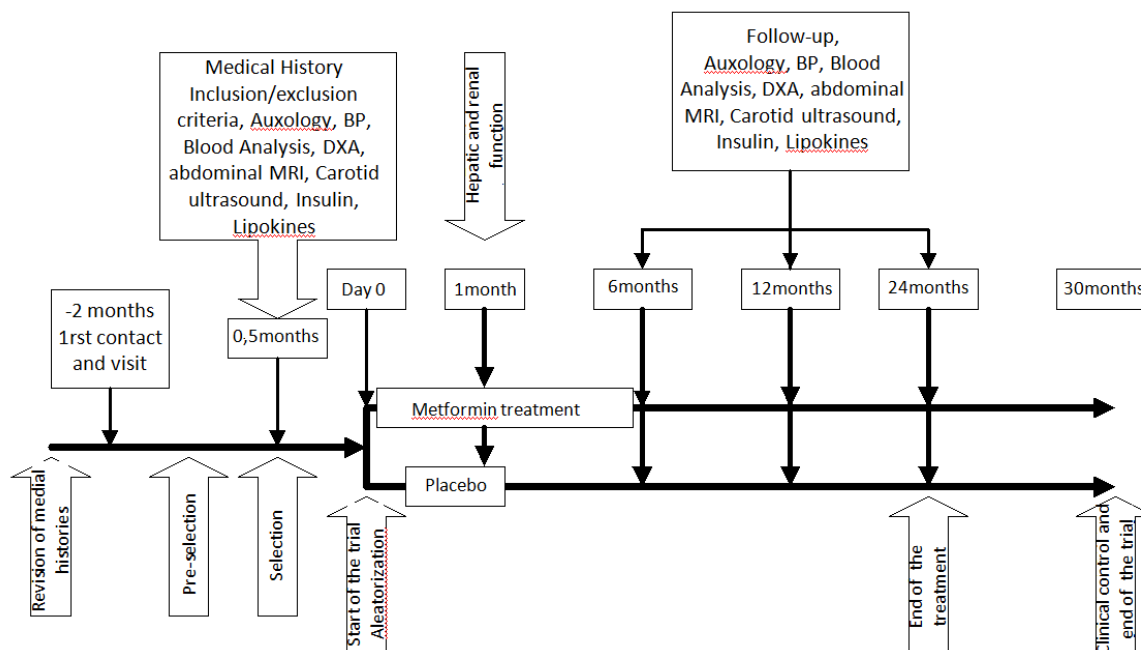 Medical History
Inclusion/exclusion
criteria, Auxology, BP,
Blood Analysis, DXA,
abdominal MRI, Carotid
ultrasound, Insulin,
Lipokines
Hepatic and renal
function
Follow-up,
Auxology, BP, Blood
Analysis, DXA, abdominal
MRI, Carotid ultrasound,
Insulin, Lipokines
-2 months
1rst contact
and visit
0,5months
Day 0
1month
6months
12months
24months
30months
Metformin treatment
Placebo
Revision of medial
histories
Pre-selection
Selection
Start of the trial
Aleatorization
End of the
treatment
Clinical control and
end of the trial